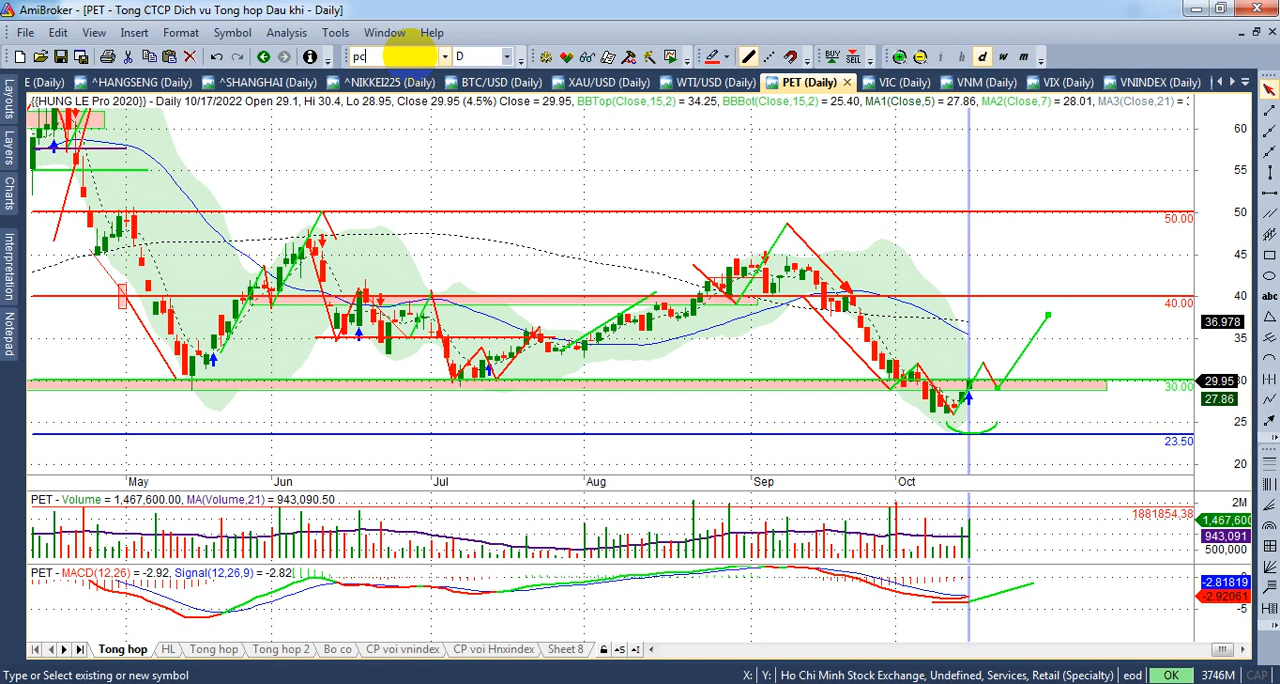 AmiBroker - [PET - Tong CTCP Dich vu Tong hop Dau khi - Daily]
File Edit View Insert Format Symbol Analysis Tools Window Help
pc D BUY SELL i h d w m
E (Daily) ^HANGSENG (Daily) ^SHANGHAI (Daily) ^NIKKEI225 (Daily) BTC/USD (Daily) XAU/USD (Daily) WTI/USD (Daily) PET (Daily) VIC (Daily) VNM (Daily) VIX (Daily) VNINDEX (Daily)
Layouts
Layers
Charts
Interpretation
Notepad
{{HUNG LE Pro 2020}} - Daily 10/17/2022 Open 29.1, Hi 30.4, Lo 28.95, Close 29.95 (4.5%) Close = 29.95, BBTop(Close,15,2) = 34.25, BBBot(Close,15,2) = 25.40, MA1(Close,5) = 27.86, MA2(Close,7) = 28.01, MA3(Close,21) =
60
55
50
50.00
45
40
40.00
36.978
35
29.95 30
30.00
27.86
25
23.50
20
May Jun Jul Aug Sep Oct
PET - Volume = 1,467,600.00, MA(Volume,21) = 943,090.50
2M
1881854.38
1,467,600
943,091
500,000
PET - MACD(12,26) = -2.92, Signal(12,26,9) = -2.82
-2.81819
-2.92061
-5
abc
Tong hop HL Tong hop Tong hop 2 Bo co CP voi vnindex CP voi Hnxindex Sheet 8
Type or Select existing or new symbol X: Y: Ho Chi Minh Stock Exchange, Undefined, Services, Retail (Specialty) eod OK 3746M CAP